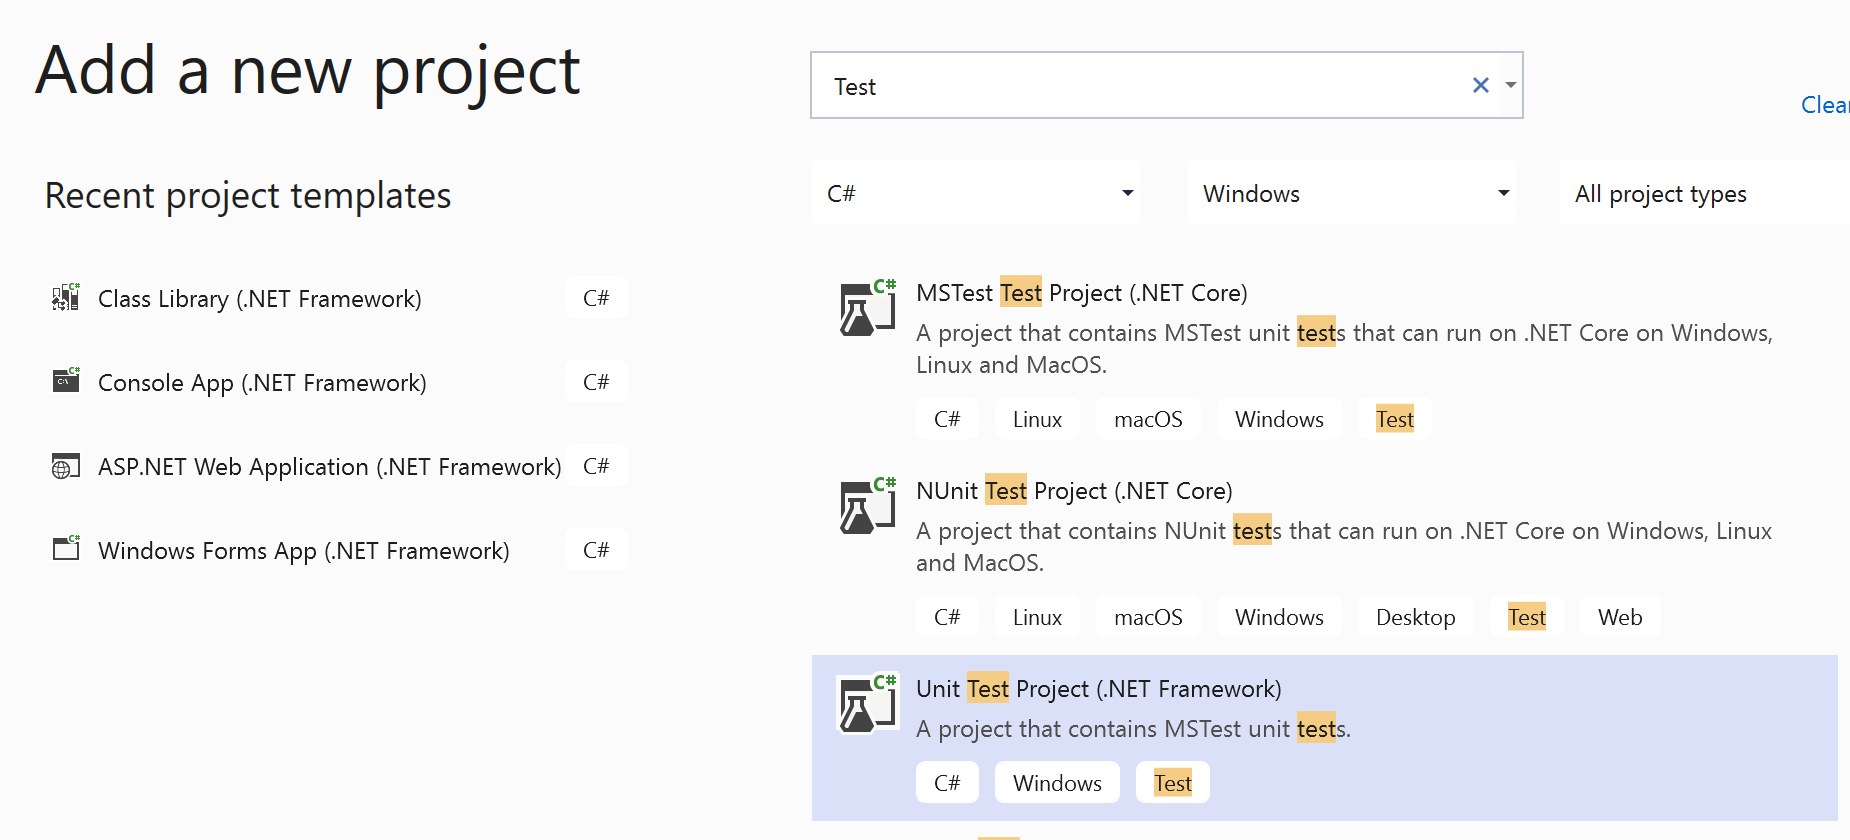 Add a new project
Test
Clear
Recent project templates
C#
Windows
All project types
Class Library (.NET Framework)
C#
Console App (.NET Framework)
C#
ASP.NET Web Application (.NET Framework)
C#
Windows Forms App (.NET Framework)
C#
MSTest Test Project (.NET Core)
A project that contains MSTest unit tests that can run on .NET Core on Windows,
Linux and MacOS.
C# Linux macOS Windows Test
NUnit Test Project (.NET Core)
A project that contains NUnit tests that can run on .NET Core on Windows, Linux
and MacOS.
C# Linux macOS Windows Desktop Test Web
Unit Test Project (.NET Framework)
A project that contains MSTest unit tests.
C# Windows Test